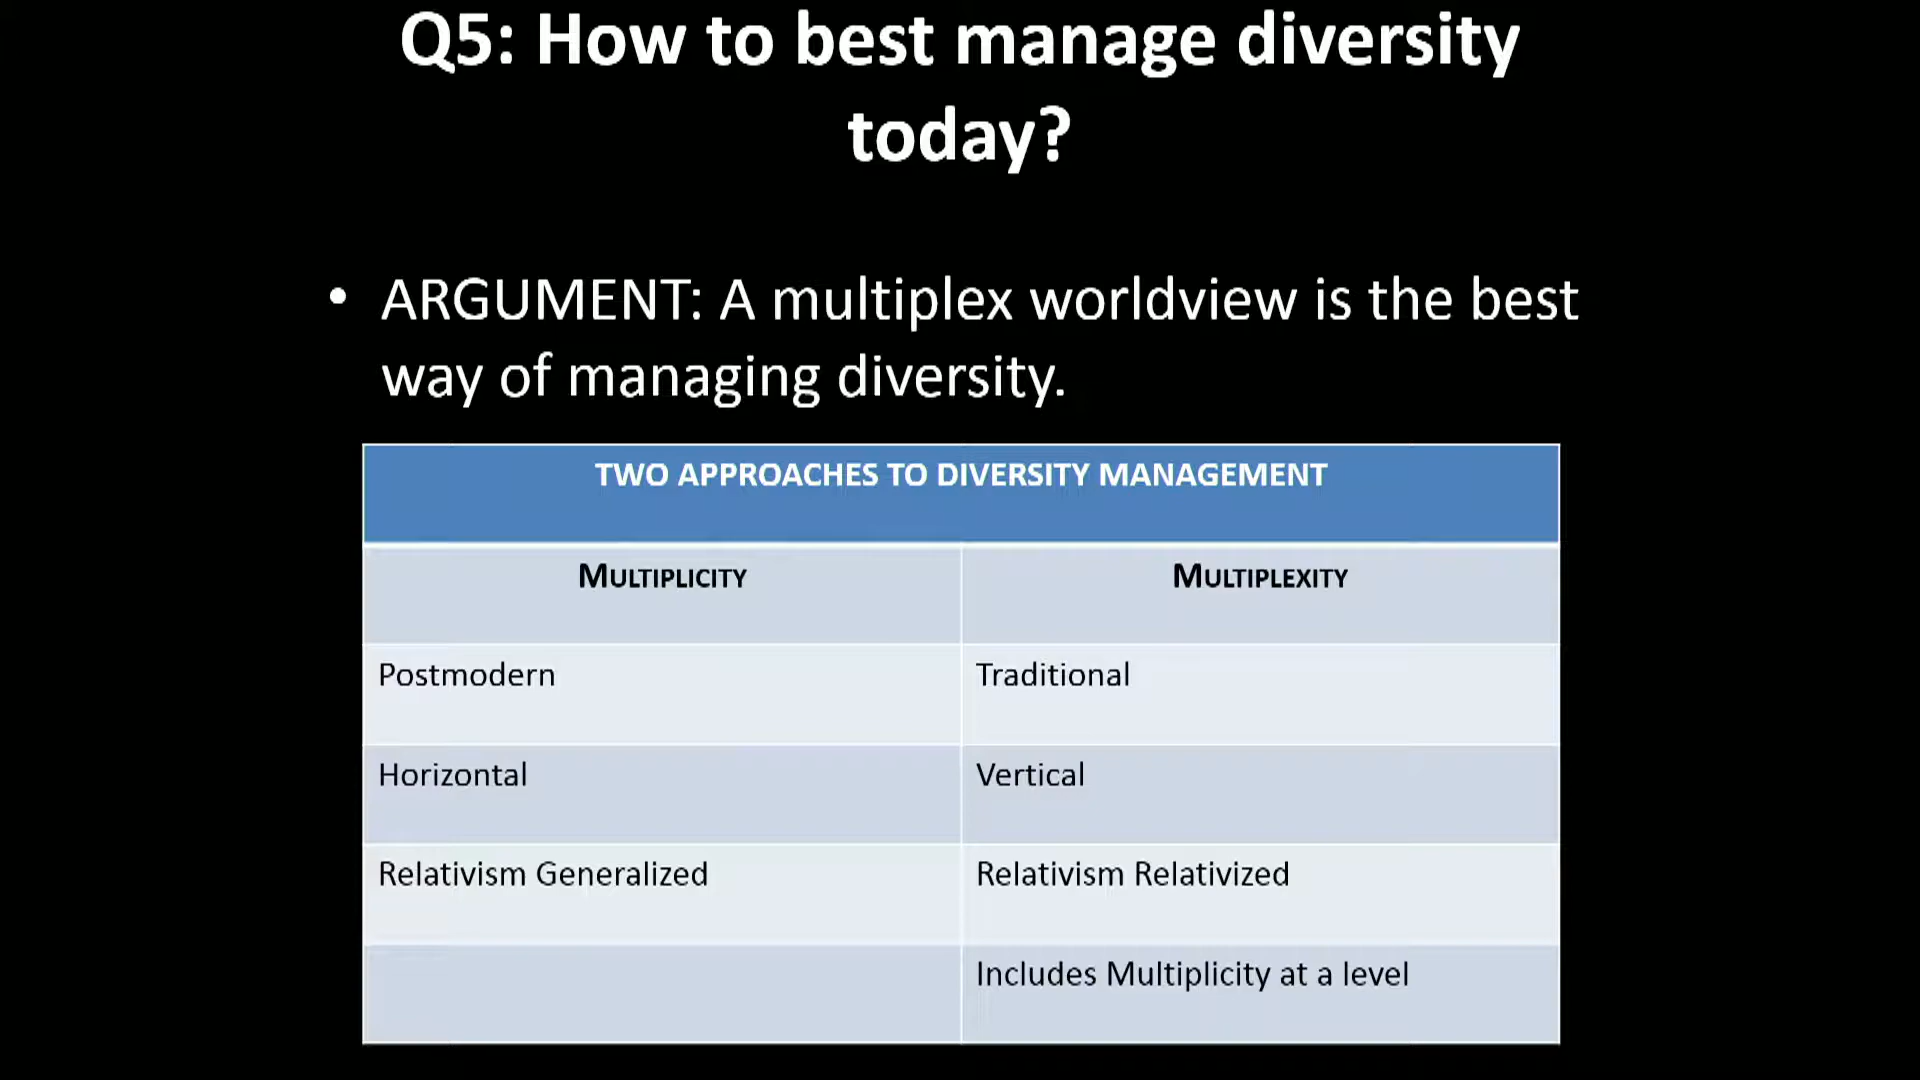 Q5: How to best manage diversity
today?
• ARGUMENT: A multiplex worldview is the best
way of managing diversity.
TWO APPROACHES TO DIVERSITY MANAGEMENT
MULTIPLICITY MULTIPLEXITY
Postmodern Traditional
Horizontal Vertical
Relativism Generalized Relativism Relativized
Includes Multiplicity at a level